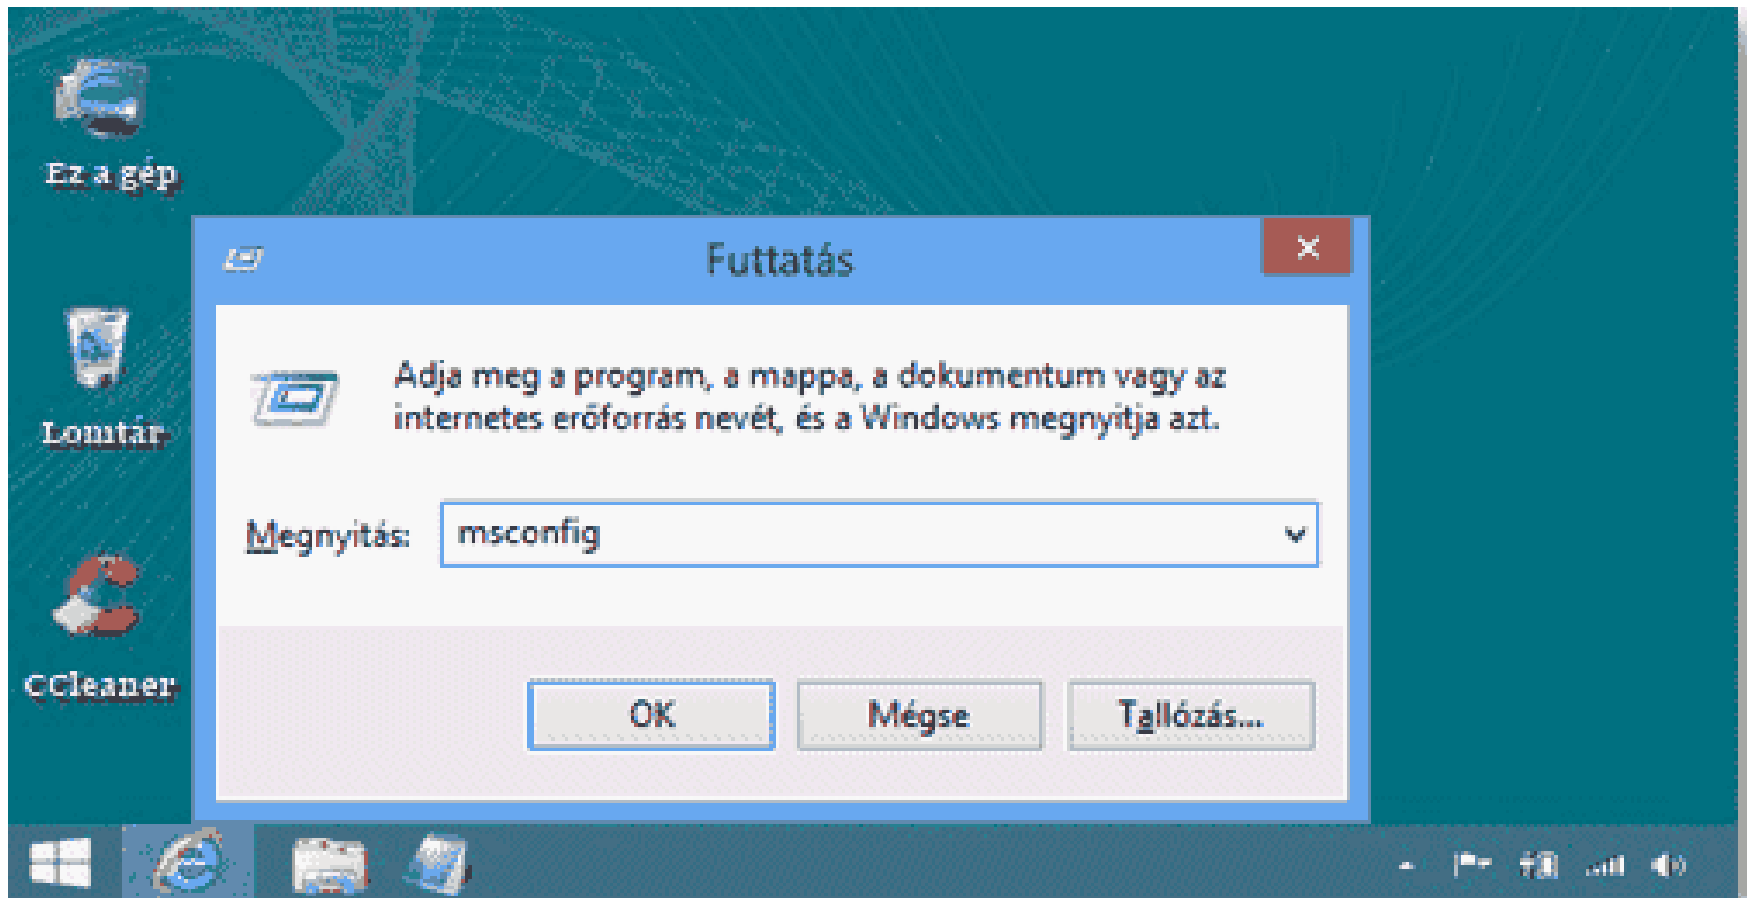 Ez a gép
Futtatás
Adja meg a program, a mappa, a dokumentum vagy az
internetes erőforrás nevét, és a Windows megnyitja azt.
Lomtár
Megnyitás: msconfig
CCleaner
OK Mégse Tallózás...